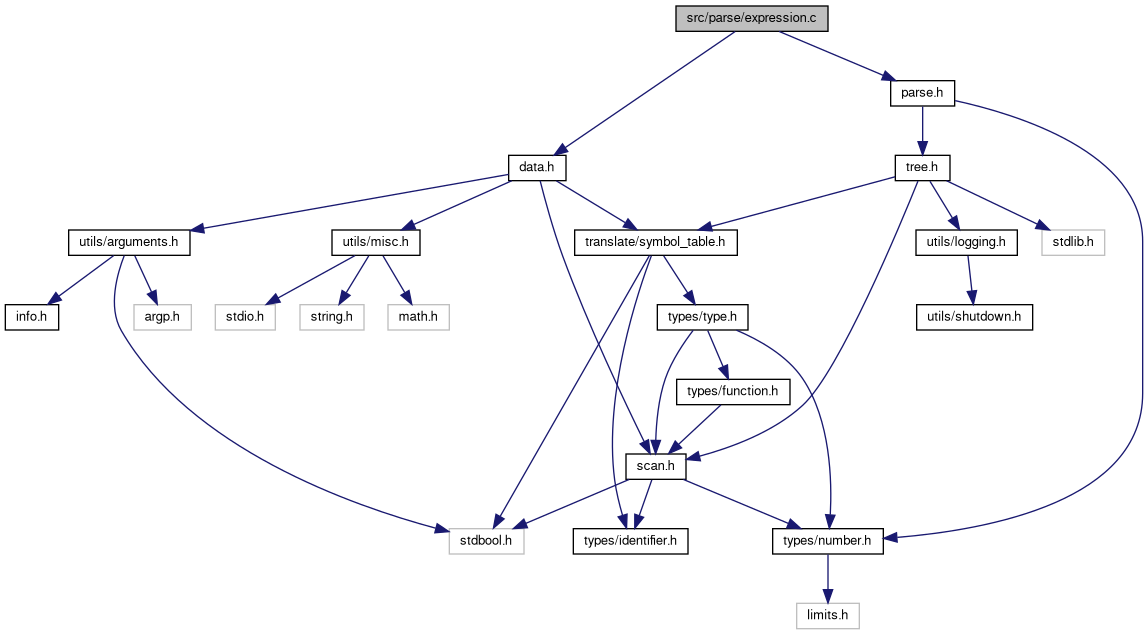 src/parse/expression.c
parse.h
data.h
tree.h
utils/arguments.h
utils/misc.h
translate/symbol_table.h
utils/logging.h
stdlib.h
info.h
argp.h
stdio.h
string.h
math.h
types/type.h
utils/shutdown.h
types/function.h
scan.h
stdbool.h
types/identifier.h
types/number.h
limits.h